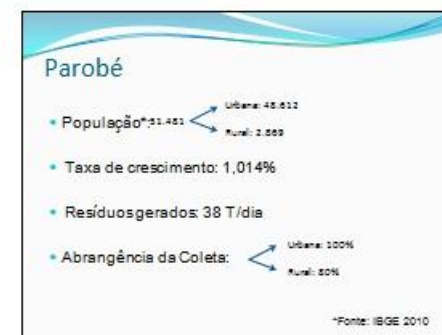 Parobé
Urbana: 48.612
• População*:51.481
Rural: 2.869
• Taxa de crescimento: 1,014%
• Resíduos gerados: 38 T/dia
Urbana: 100%
• Abrangência da Coleta:
Rural: 80%
*Fonte: IBGE 2010